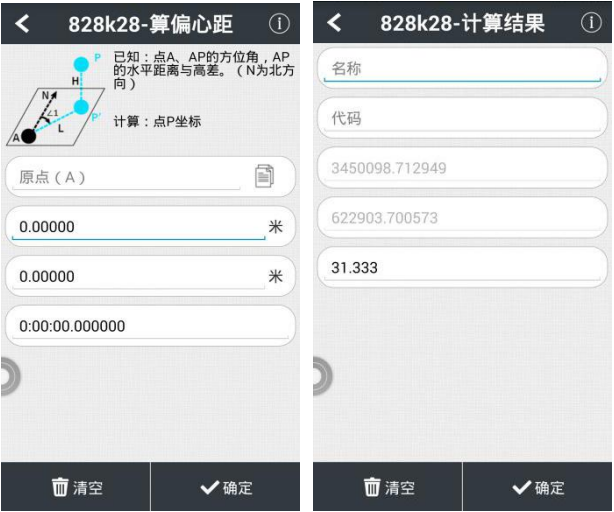 828k28-算偏心距
已知：点A、AP的方位角，AP
的水平距离与高差。（N为北方
向）
计算：点P坐标
P
H
N
∠1
P'
L
A
原点（A）
0.00000 米
0.00000 米
0:00:00.000000
清空 确定
828k28-计算结果
名称
代码
3450098.712949
622903.700573
31.333
清空 确定